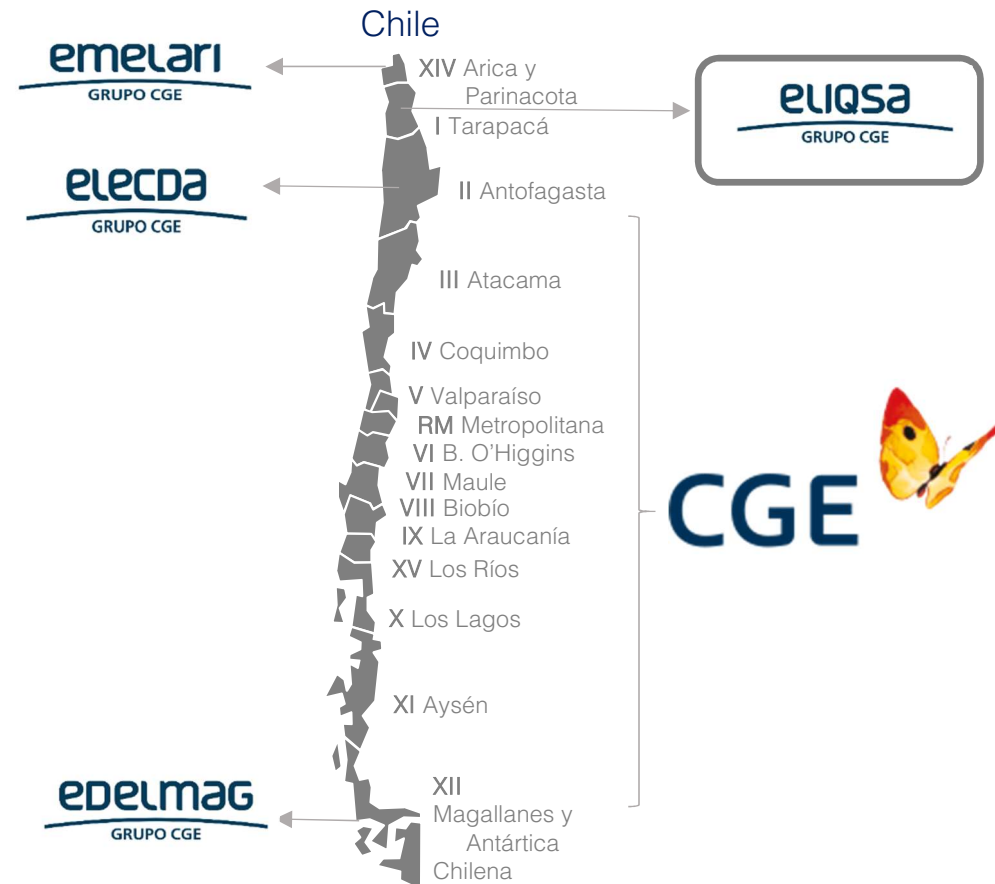 Chile
emelari
GRUPO CGE
XIV Arica y
Parinacota
eliqsa
GRUPO CGE
I Tarapacá
elecda
GRUPO CGE
II Antofagasta
III Atacama
IV Coquimbo
V Valparaíso
RM Metropolitana
VI B. O'Higgins
VII Maule
VIII Biobío
CGE
IX La Araucanía
XV Los Ríos
X Los Lagos
XI Aysén
edelmag
GRUPO CGE
XII
Magallanes y
Antártica
Chilena